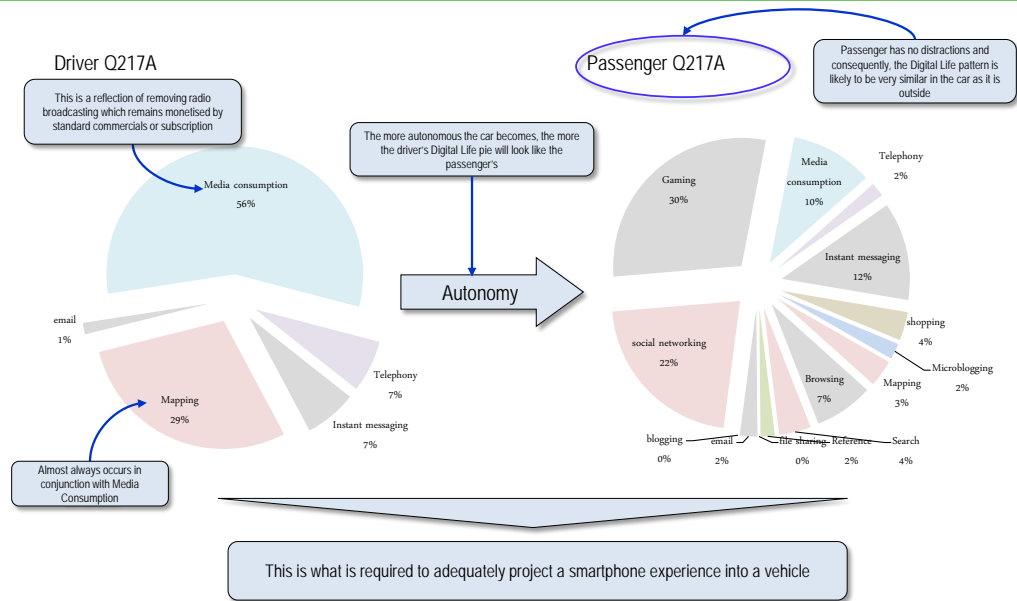 Driver Q217A
Passenger Q217A
Passenger has no distractions and
consequently, the Digital Life pattern is
likely to be very similar in the car as it is
outside
This is a reflection of removing radio
broadcasting which remains monetised by
standard commercials or subscription
The more autonomous the car becomes, the more
the driver's Digital Life pie will look like the
passenger's
Media consumption
56%
email
1%
Mapping
29%
Instant messaging
7%
Telephony
7%
Almost always occurs in
conjunction with Media
Consumption
Autonomy
Gaming
30%
Media
consumption
10%
Telephony
2%
Instant messaging
12%
shopping
4%
Microblogging
2%
Mapping
3%
Browsing
7%
Search
4%
Reference
2%
file sharing
0%
email
2%
blogging
0%
social networking
22%
This is what is required to adequately project a smartphone experience into a vehicle